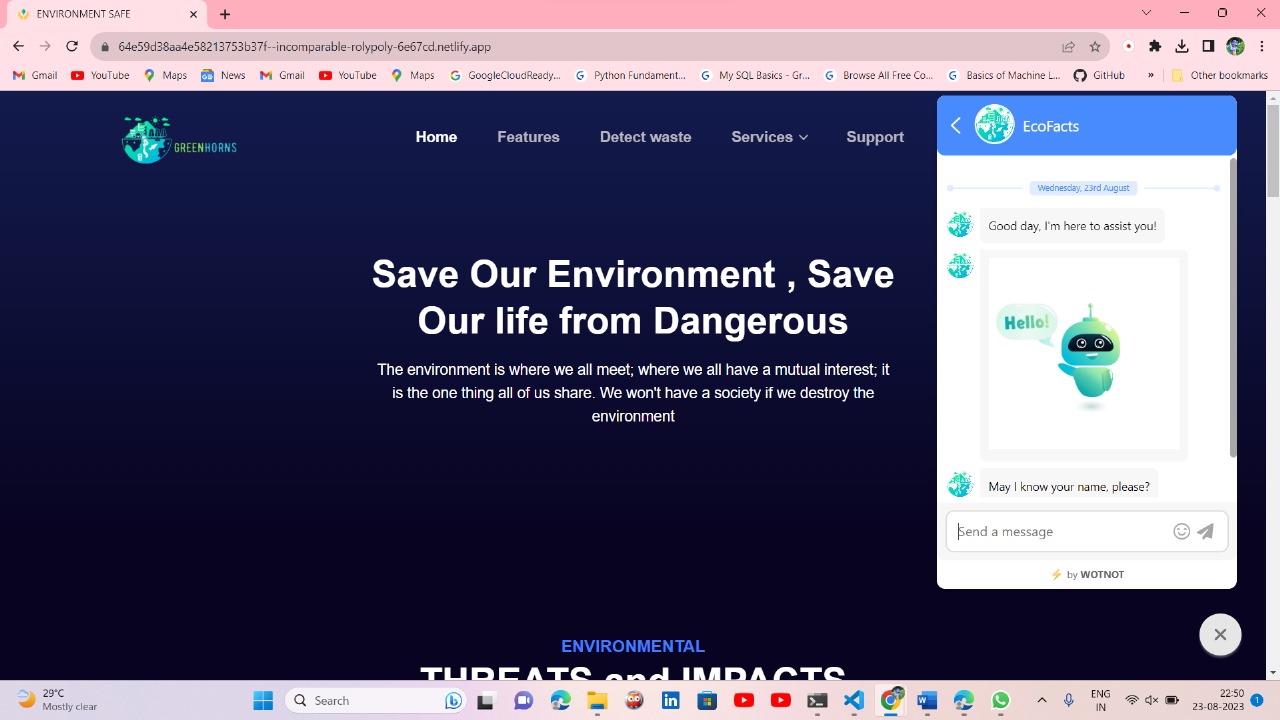 ENVIRONMENT SAFE
64e59d38aa4e58213753b37f--incomparable-rolypoly-6e67cd.netlify.app
Gmail YouTube Maps News Gmail YouTube Maps GoogleCloudReady... Python Fundament... My SQL Basics - Gr... Browse All Free Co... Basics of Machine L... GitHub » Other bookmarks
GREENHORNS
Home Features Detect waste Services Support
Save Our Environment , Save
Our life from Dangerous
The environment is where we all meet; where we all have a mutual interest; it
is the one thing all of us share. We won't have a society if we destroy the
environment
ENVIRONMENTAL
THREATS and IMPACTS
EcoFacts
Wednesday, 23rd August
Good day, I'm here to assist you!
Hello!
May I know your name, please?
Send a message
⚡ by WOTNOT
29°C
Mostly clear
Search
ENG
IN
22:50
23-08-2023
1